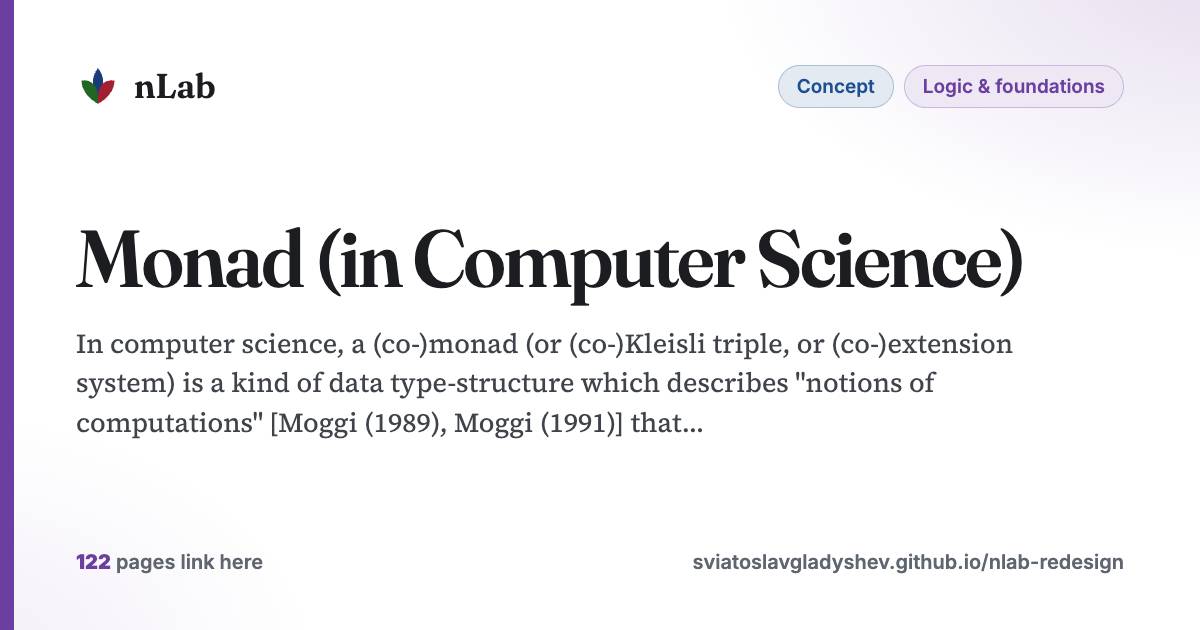 nLab
Concept
Logic & foundations
Monad (in Computer Science)
In computer science, a (co-)monad (or (co-)Kleisli triple, or (co-)extension
system) is a kind of data type-structure which describes "notions of
computations" [Moggi (1989), Moggi (1991)] that...
122 pages link here
sviatoslavgladyshev.github.io/nlab-redesign